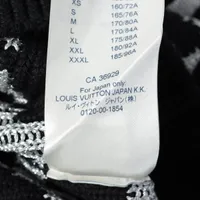 XS 160/72A
S 165/76A
M 170/80A
L 170/84A
XL 175/88A
XXL 180/92A
XXXL 185/96A
CA 36929
For Japan only:
LOUIS VUITTON JAPAN K.K.
ルイ・ヴィトン ジャパン(株)
0120-00-1854